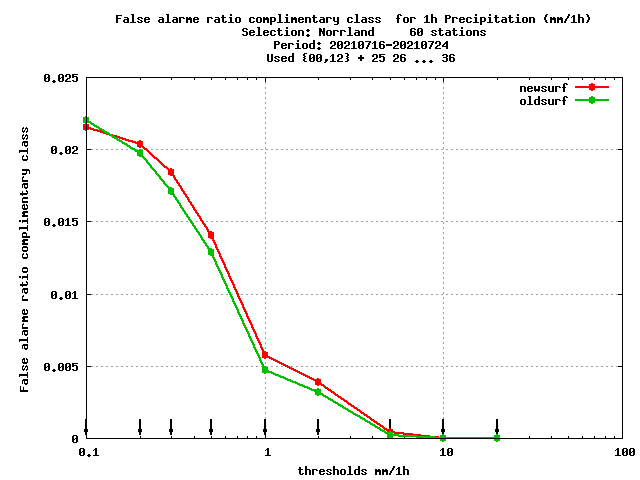 False alarme ratio complimentary class  for 1h Precipitation (mm/1h)
Selection: Norrland     60 stations
Period: 20210716-20210724
Used {00,12} + 25 26 ... 36
newsurf
oldsurf
False alarme ratio complimentary class
0.025
0.02
0.015
0.01
0.005
0
0.1
1
10
100
thresholds mm/1h